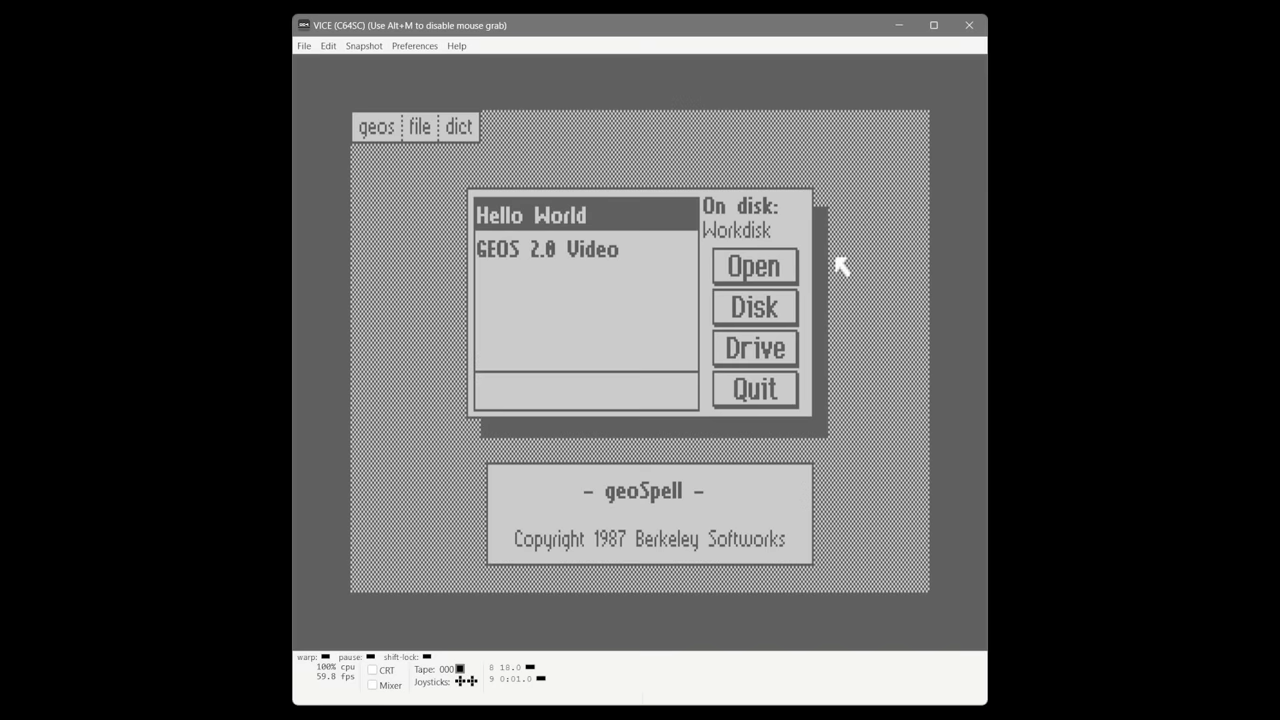 VICE (C64SC) (Use Alt+M to disable mouse grab)
File Edit Snapshot Preferences Help
geos file dict
Hello World
GEOS 2.0 Video
On disk:
Workdisk
Open
Disk
Drive
Quit
- geoSpell -
Copyright 1987 Berkeley Softworks
warp: pause: shift-lock:
100% cpu
59.8 fps
CRT
Mixer
Tape: 000
Joysticks:
8 18.0
9 0:01.0